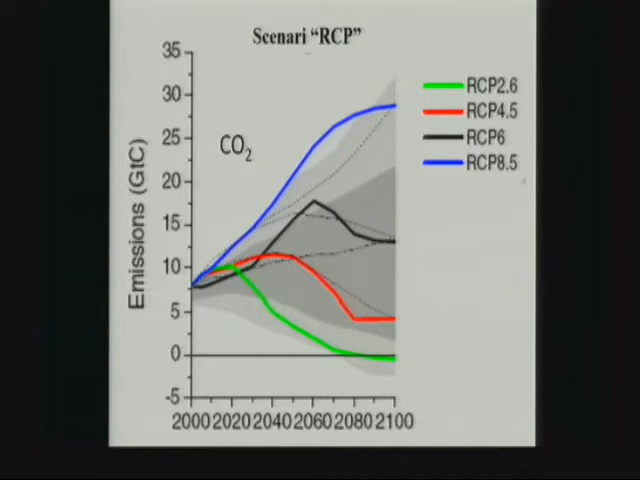 Scenari “RCP”
35
30
25
20
15
10
5
0
-5
Emissions (GtC)
CO2
RCP2.6
RCP4.5
RCP6
RCP8.5
2000 2020 2040 2060 2080 2100